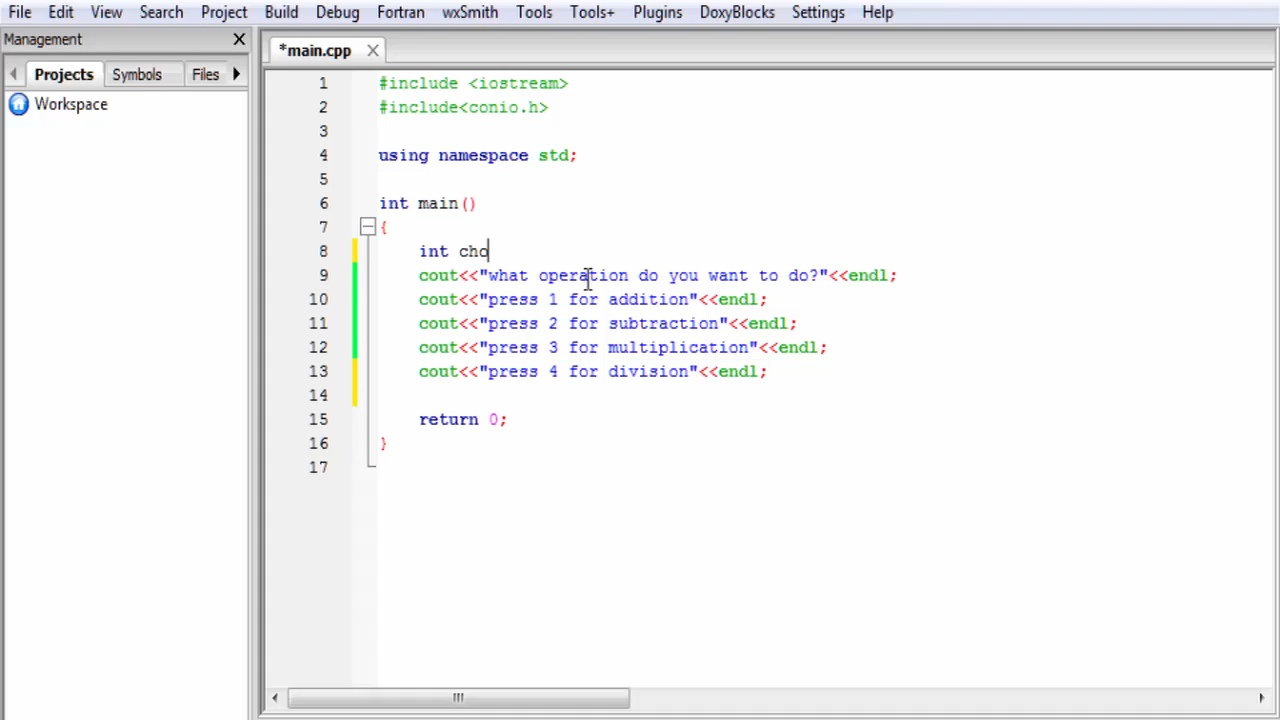 File Edit View Search Project Build Debug Fortran wxSmith Tools Tools+ Plugins DoxyBlocks Settings Help
Management
*main.cpp
Projects Symbols Files
Workspace
1 #include <iostream>
2 #include<conio.h>
3
4 using namespace std;
5
6 int main()
7 {
8 int cho
9 cout<<"what operation do you want to do?"<<endl;
10 cout<<"press 1 for addition"<<endl;
11 cout<<"press 2 for subtraction"<<endl;
12 cout<<"press 3 for multiplication"<<endl;
13 cout<<"press 4 for division"<<endl;
14
15 return 0;
16 }
17